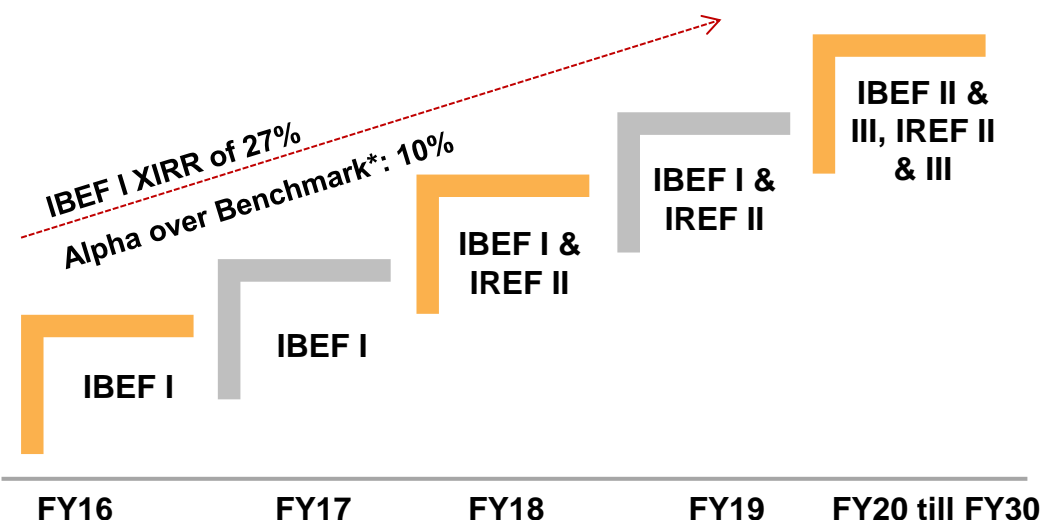 IBEF I XIRR of 27%
Alpha over Benchmark*: 10%
IBEF I
IBEF I
IBEF I &
IREF II
IBEF I &
IREF II
IBEF II &
III, IREF II
& III
FY16
FY17
FY18
FY19
FY20 till FY30